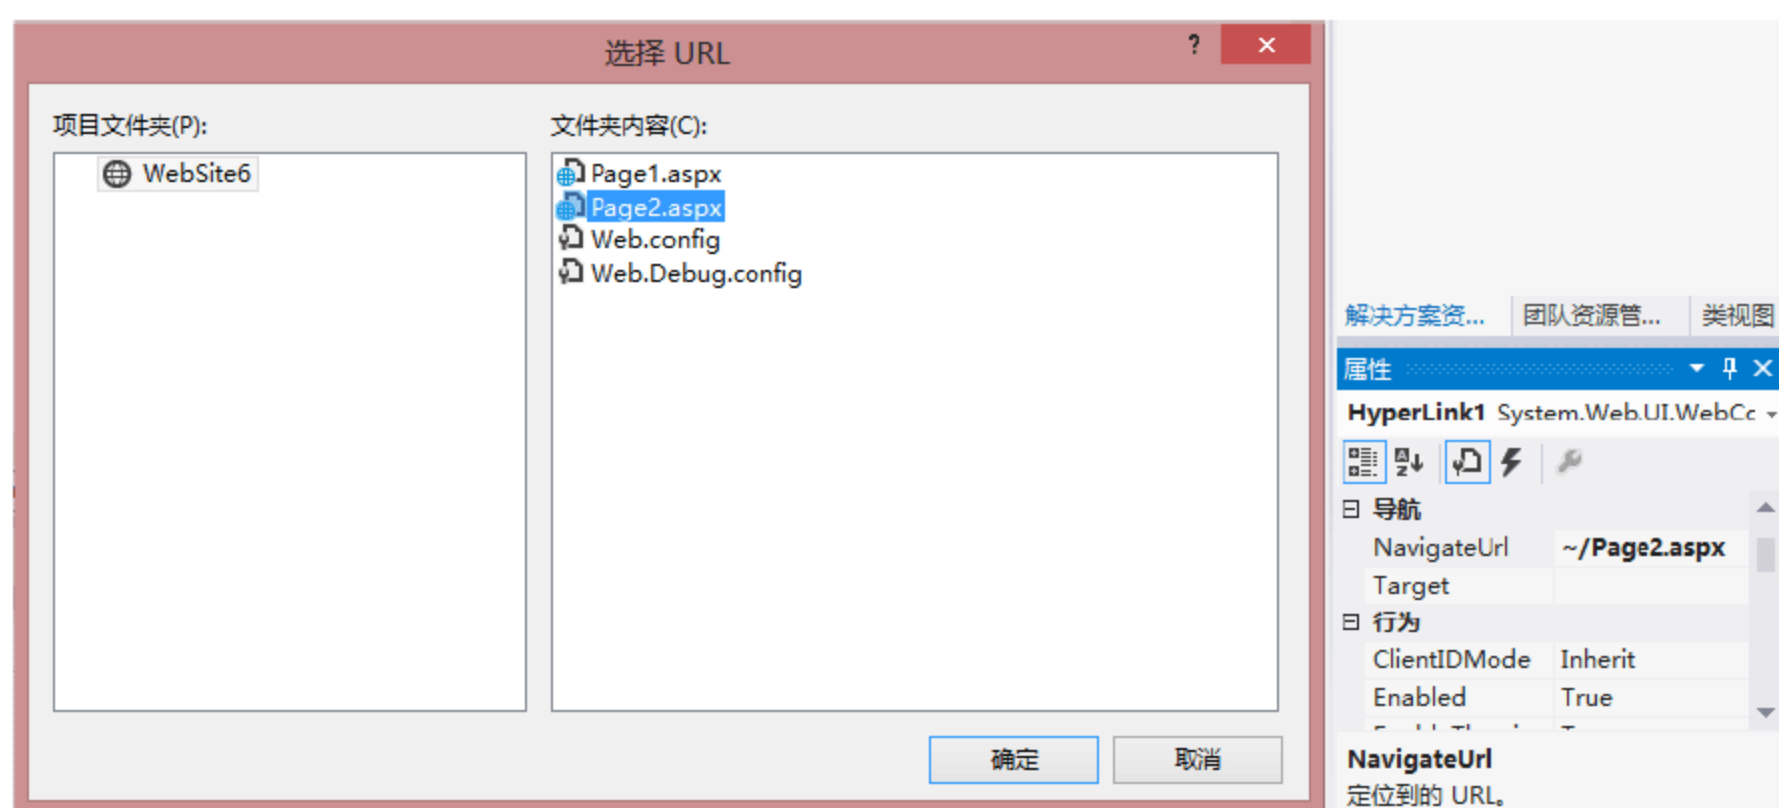 选择 URL
?
项目文件夹(P):
WebSite6
文件夹内容(C):
Page1.aspx
Page2.aspx
Web.config
Web.Debug.config
确定
取消
解决方案资...
团队资源管...
类视图
属性
HyperLink1 System.Web.UI.WebCc
导航
NavigateUrl ~/Page2.aspx
Target
行为
ClientIDMode Inherit
Enabled True
NavigateUrl
定位到的 URL。